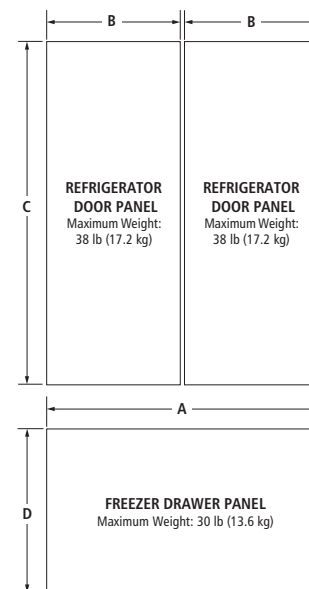 B
B
REFRIGERATOR
DOOR PANEL
Maximum Weight:
38 lb (17.2 kg)
REFRIGERATOR
DOOR PANEL
Maximum Weight:
38 lb (17.2 kg)
C
A
D
FREEZER DRAWER PANEL
Maximum Weight: 30 lb (13.6 kg)